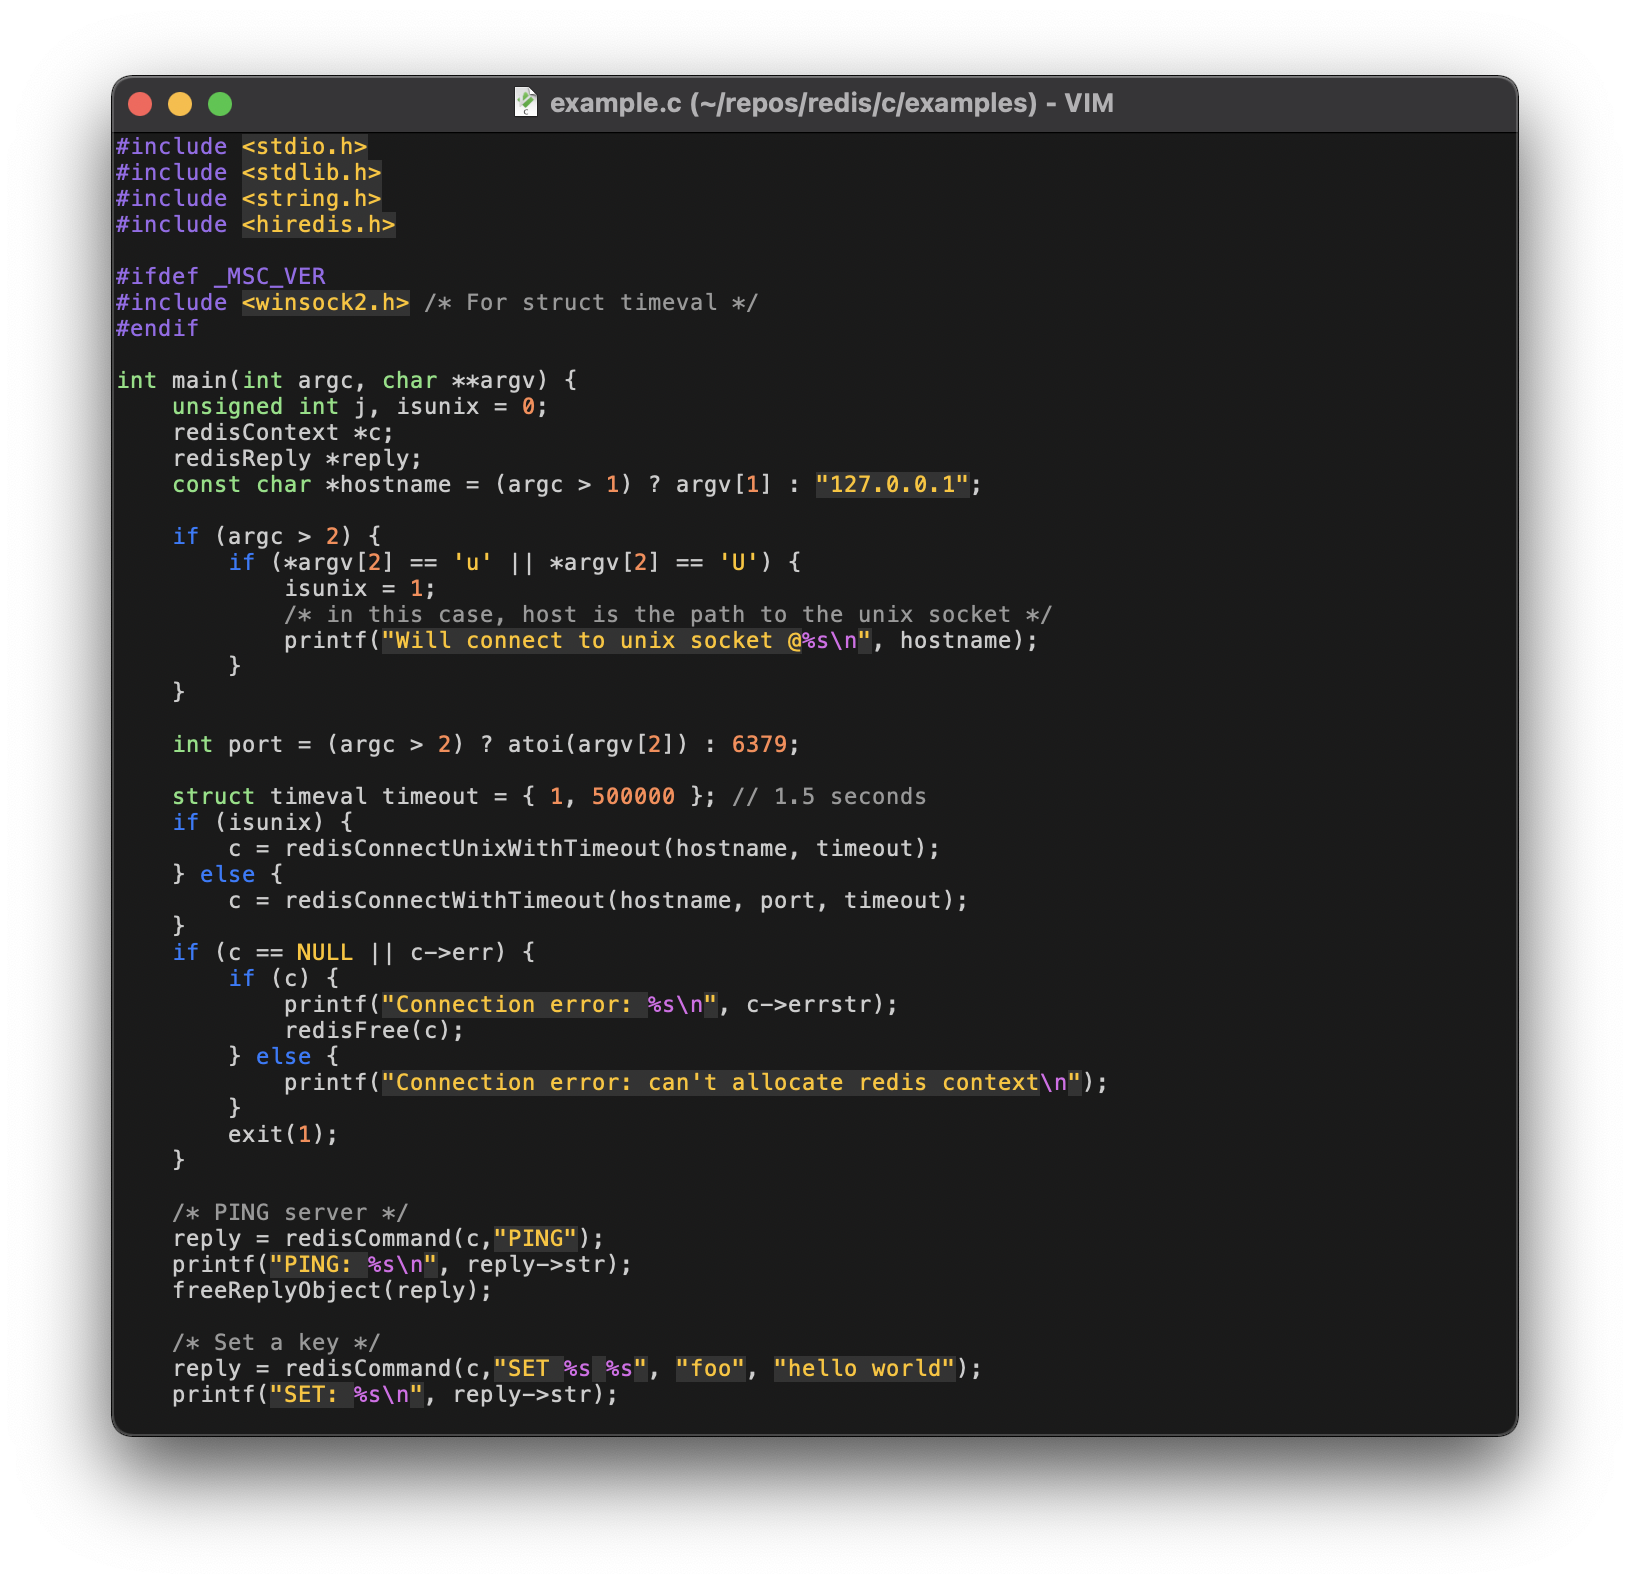 example.c (~/repos/redis/c/examples) - VIM
#include <stdio.h>
#include <stdlib.h>
#include <string.h>
#include <hiredis.h>

#ifdef _MSC_VER
#include <winsock2.h> /* For struct timeval */
#endif

int main(int argc, char **argv) {
    unsigned int j, isunix = 0;
    redisContext *c;
    redisReply *reply;
    const char *hostname = (argc > 1) ? argv[1] : "127.0.0.1";

    if (argc > 2) {
        if (*argv[2] == 'u' || *argv[2] == 'U') {
            isunix = 1;
            /* in this case, host is the path to the unix socket */
            printf("Will connect to unix socket @%s\n", hostname);
        }
    }

    int port = (argc > 2) ? atoi(argv[2]) : 6379;

    struct timeval timeout = { 1, 500000 }; // 1.5 seconds
    if (isunix) {
        c = redisConnectUnixWithTimeout(hostname, timeout);
    } else {
        c = redisConnectWithTimeout(hostname, port, timeout);
    }
    if (c == NULL || c->err) {
        if (c) {
            printf("Connection error: %s\n", c->errstr);
            redisFree(c);
        } else {
            printf("Connection error: can't allocate redis context\n");
        }
        exit(1);
    }

    /* PING server */
    reply = redisCommand(c,"PING");
    printf("PING: %s\n", reply->str);
    freeReplyObject(reply);

    /* Set a key */
    reply = redisCommand(c,"SET %s %s", "foo", "hello world");
    printf("SET: %s\n", reply->str);